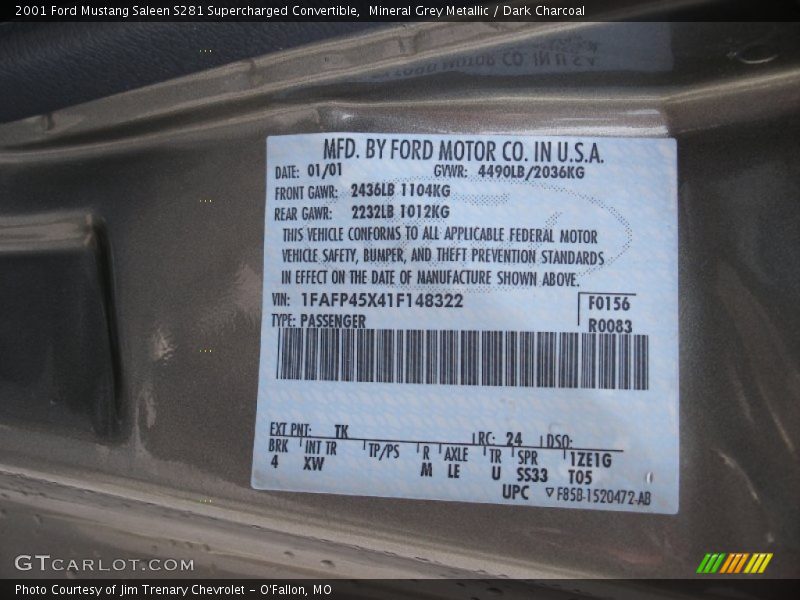 2001 Ford Mustang Saleen S281 Supercharged Convertible, Mineral Grey Metallic / Dark Charcoal
MFD. BY FORD MOTOR CO. IN U.S.A.
DATE: 01/01 GVWR: 4490LB/2036KG
FRONT GAWR: 2436LB 1104KG
REAR GAWR: 2232LB 1012KG
THIS VEHICLE CONFORMS TO ALL APPLICABLE FEDERAL MOTOR
VEHICLE SAFETY, BUMPER, AND THEFT PREVENTION STANDARDS
IN EFFECT ON THE DATE OF MANUFACTURE SHOWN ABOVE.
VIN: 1FAFP45X41F148322 F0156
TYPE: PASSENGER R0083
EXT PNT: TK RC: 24 DSO:
BRK INT TR TP/PS R AXLE TR SPR 1ZE1G
4 XW M LE U SS33 T05
UPC ▽F85B-1520472-AB
GTCARLOT.COM
Photo Courtesy of Jim Trenary Chevrolet - O'Fallon, MO